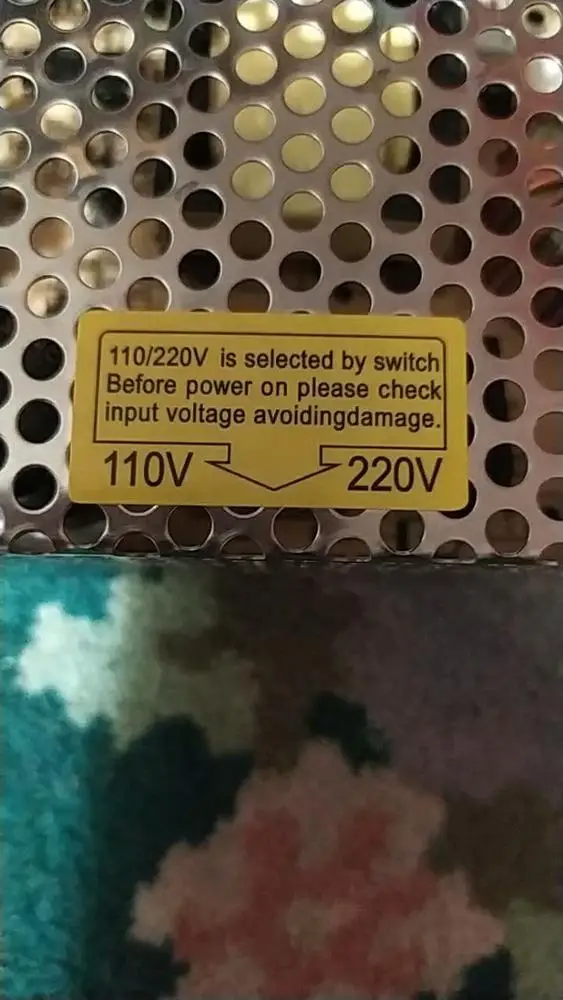 110/220V is selected by switch
Before power on please check
input voltage avoidingdamage.
110V 220V